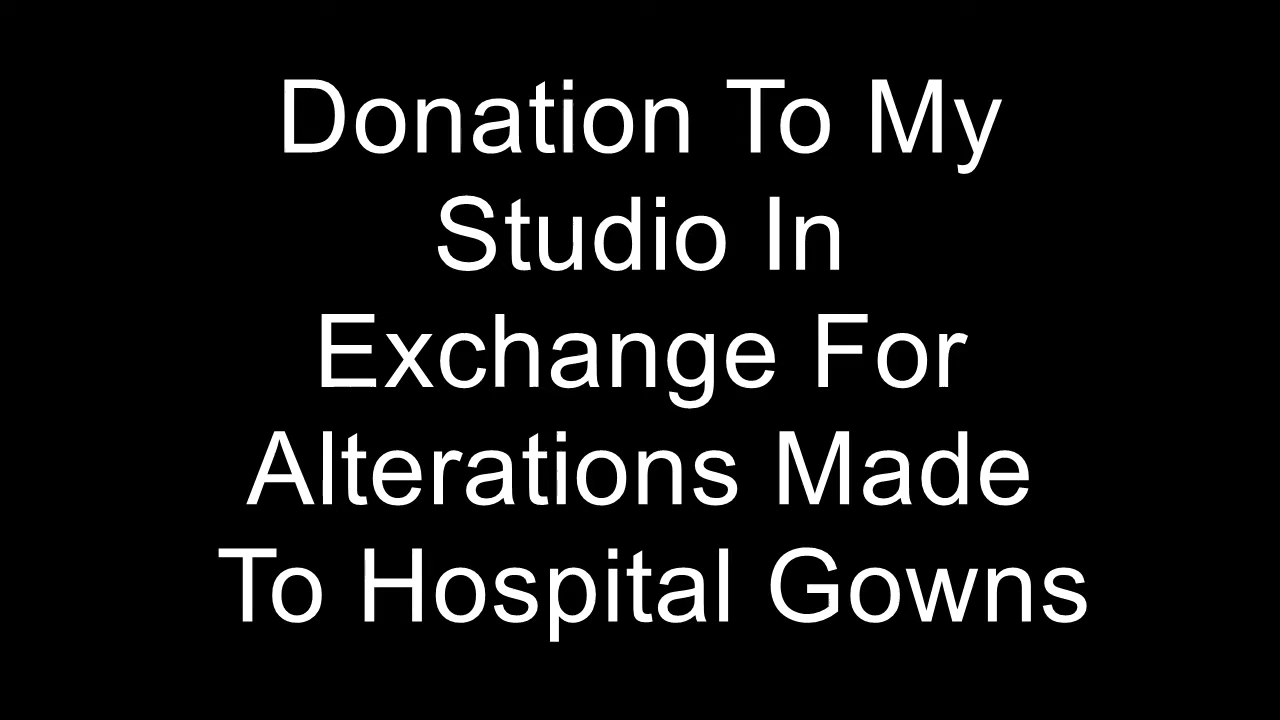 Donation To My
Studio In
Exchange For
Alterations Made
To Hospital Gowns